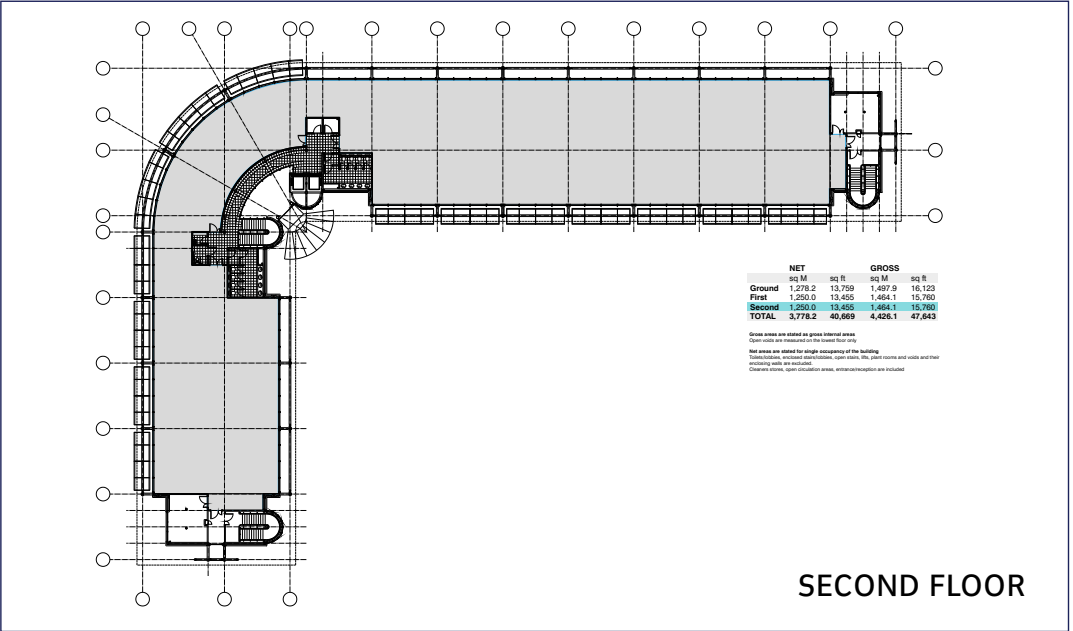 NET GROSS
sq M sq ft sq M sq ft
Ground 1,278.2 13,759 1,497.9 16,123
First 1,250.0 13,455 1,464.1 15,760
Second 1,250.0 13,455 1,464.1 15,760
TOTAL 3,778.2 40,669 4,426.1 47,643
Gross areas are stated as gross internal areas
Open voids are measured on the lowest floor only
Net areas are stated for single occupancy of the building
Toilets/lobbies, enclosed stairs/lobbies, open stairs, lifts, plant rooms and voids and their
enclosing walls are excluded.
Cleaners stores, open circulation areas, entrance/reception are included
SECOND FLOOR